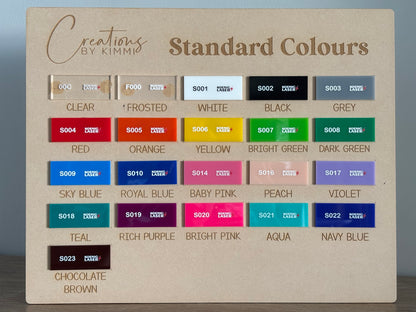 Creations
BY KIMMI
Standard Colours
F000
S001
S002
S003
CLEAR
FROSTED
WHITE
BLACK
GREY
S004
S005
S006
S007
S008
RED
ORANGE
YELLOW
BRIGHT GREEN
DARK GREEN
S009
S010
S014
S016
S017
SKY BLUE
ROYAL BLUE
BABY PINK
PEACH
VIOLET
S018
S019
S020
S021
S022
TEAL
RICH PURPLE
BRIGHT PINK
AQUA
NAVY BLUE
S023
CHOCOLATE
BROWN